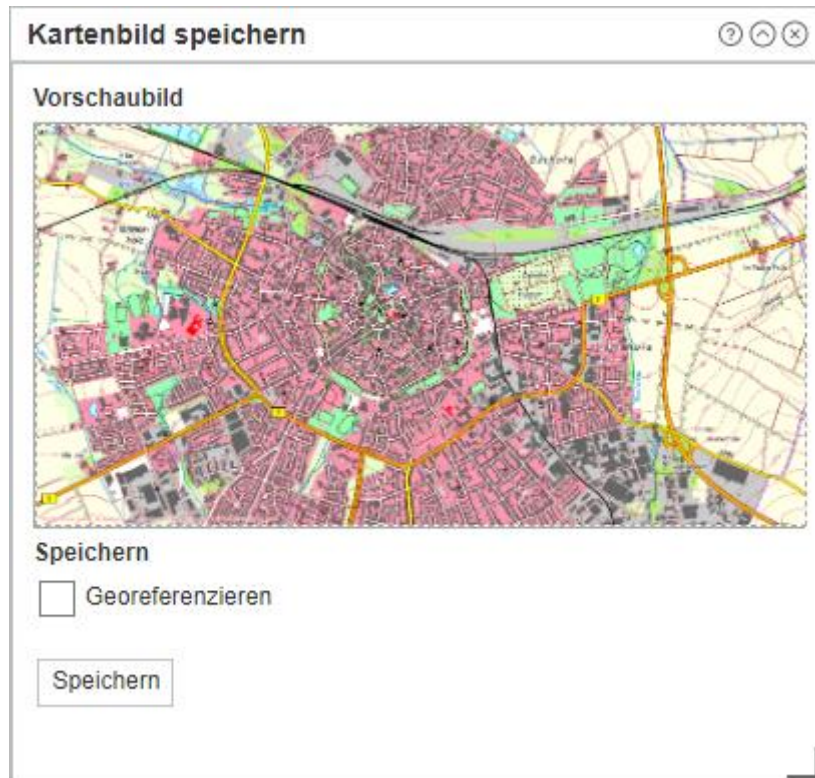 Kartenbild speichern
Vorschaubild
Speichern
Georeferenzieren
Speichern